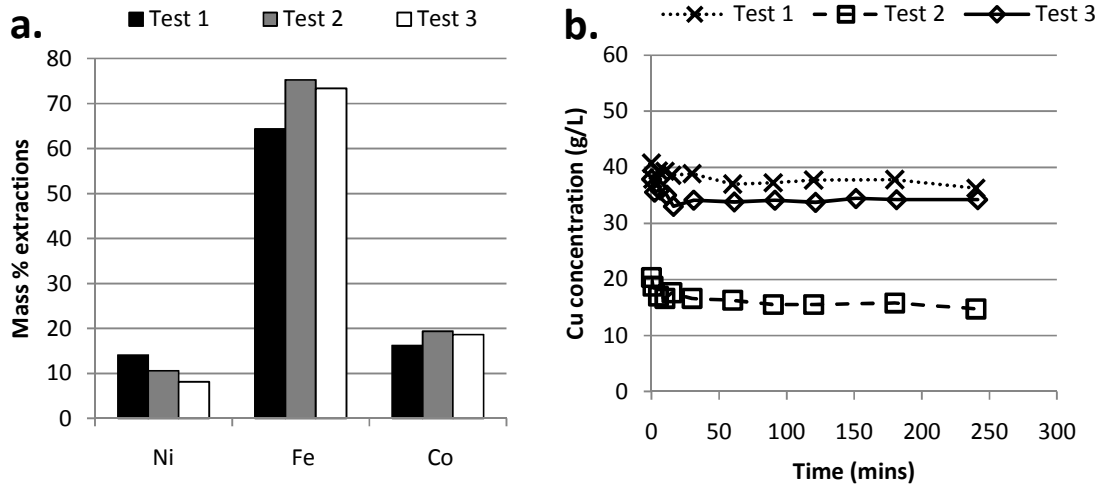 a.
Test 1 Test 2 Test 3
80
70
60
50
40
30
20
10
0
Mass % extractions
Ni Fe Co
b.
Test 1 Test 2 Test 3
60
50
40
30
20
10
0
Cu concentration (g/L)
0 50 100 150 200 250 300
Time (mins)